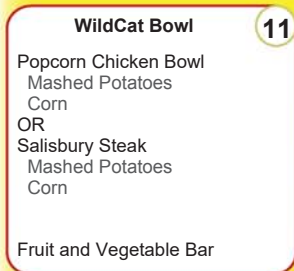 WildCat Bowl
11
Popcorn Chicken Bowl
Mashed Potatoes
Corn
OR
Salisbury Steak
Mashed Potatoes
Corn
Fruit and Vegetable Bar